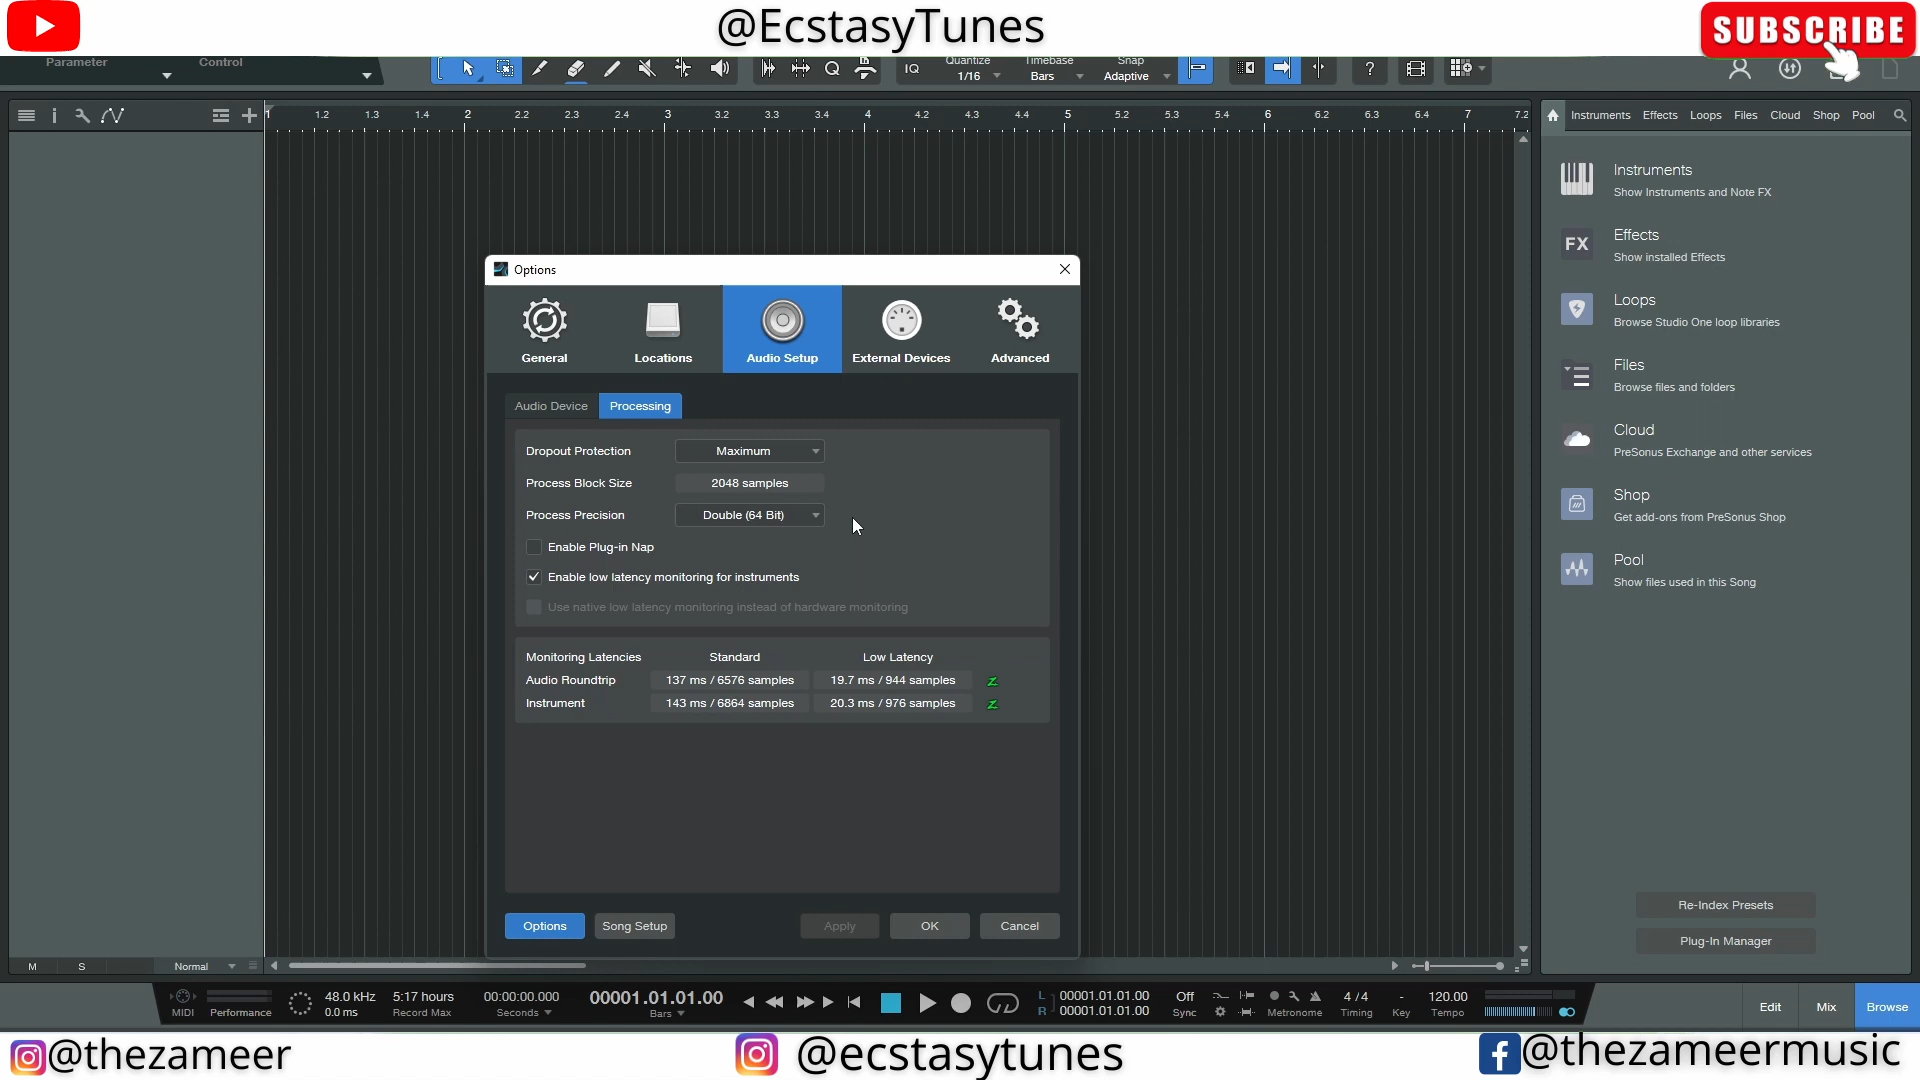 @EcstasyTunes
SUBSCRIBE
Parameter
Control
Quantize
1/16
Timebase
Bars
Snap
Adaptive
IQ
?
1
1.2
1.3
1.4
2
2.2
2.3
2.4
3
3.2
3.3
3.4
4
4.2
4.3
4.4
5
5.2
5.3
5.4
6
6.2
6.3
6.4
7
7.2
Instruments
Effects
Loops
Files
Cloud
Shop
Pool
Instruments
Show Instruments and Note FX
FX
Effects
Show installed Effects
Loops
Browse Studio One loop libraries
Files
Browse files and folders
Cloud
PreSonus Exchange and other services
Shop
Get add-ons from PreSonus Shop
Pool
Show files used in this Song
Re-Index Presets
Plug-In Manager
Options
General
Locations
Audio Setup
External Devices
Advanced
Audio Device
Processing
Dropout Protection
Maximum
Process Block Size
2048 samples
Process Precision
Double (64 Bit)
Enable Plug-in Nap
Enable low latency monitoring for instruments
Use native low latency monitoring instead of hardware monitoring
Monitoring Latencies
Standard
Low Latency
Audio Roundtrip
137 ms / 6576 samples
19.7 ms / 944 samples
Z
Instrument
143 ms / 6864 samples
20.3 ms / 976 samples
Z
Options
Song Setup
Apply
OK
Cancel
M
S
Normal
MIDI
Performance
48.0 kHz
0.0 ms
5:17 hours
Record Max
00:00:00.000
Seconds
00001.01.01.00
Bars
L
R
00001.01.01.00
00001.01.01.00
Off
Sync
Metronome
4 / 4
Timing
-
Key
120.00
Tempo
Edit
Mix
Browse
@thezameer
@ecstasytunes
@thezameermusic